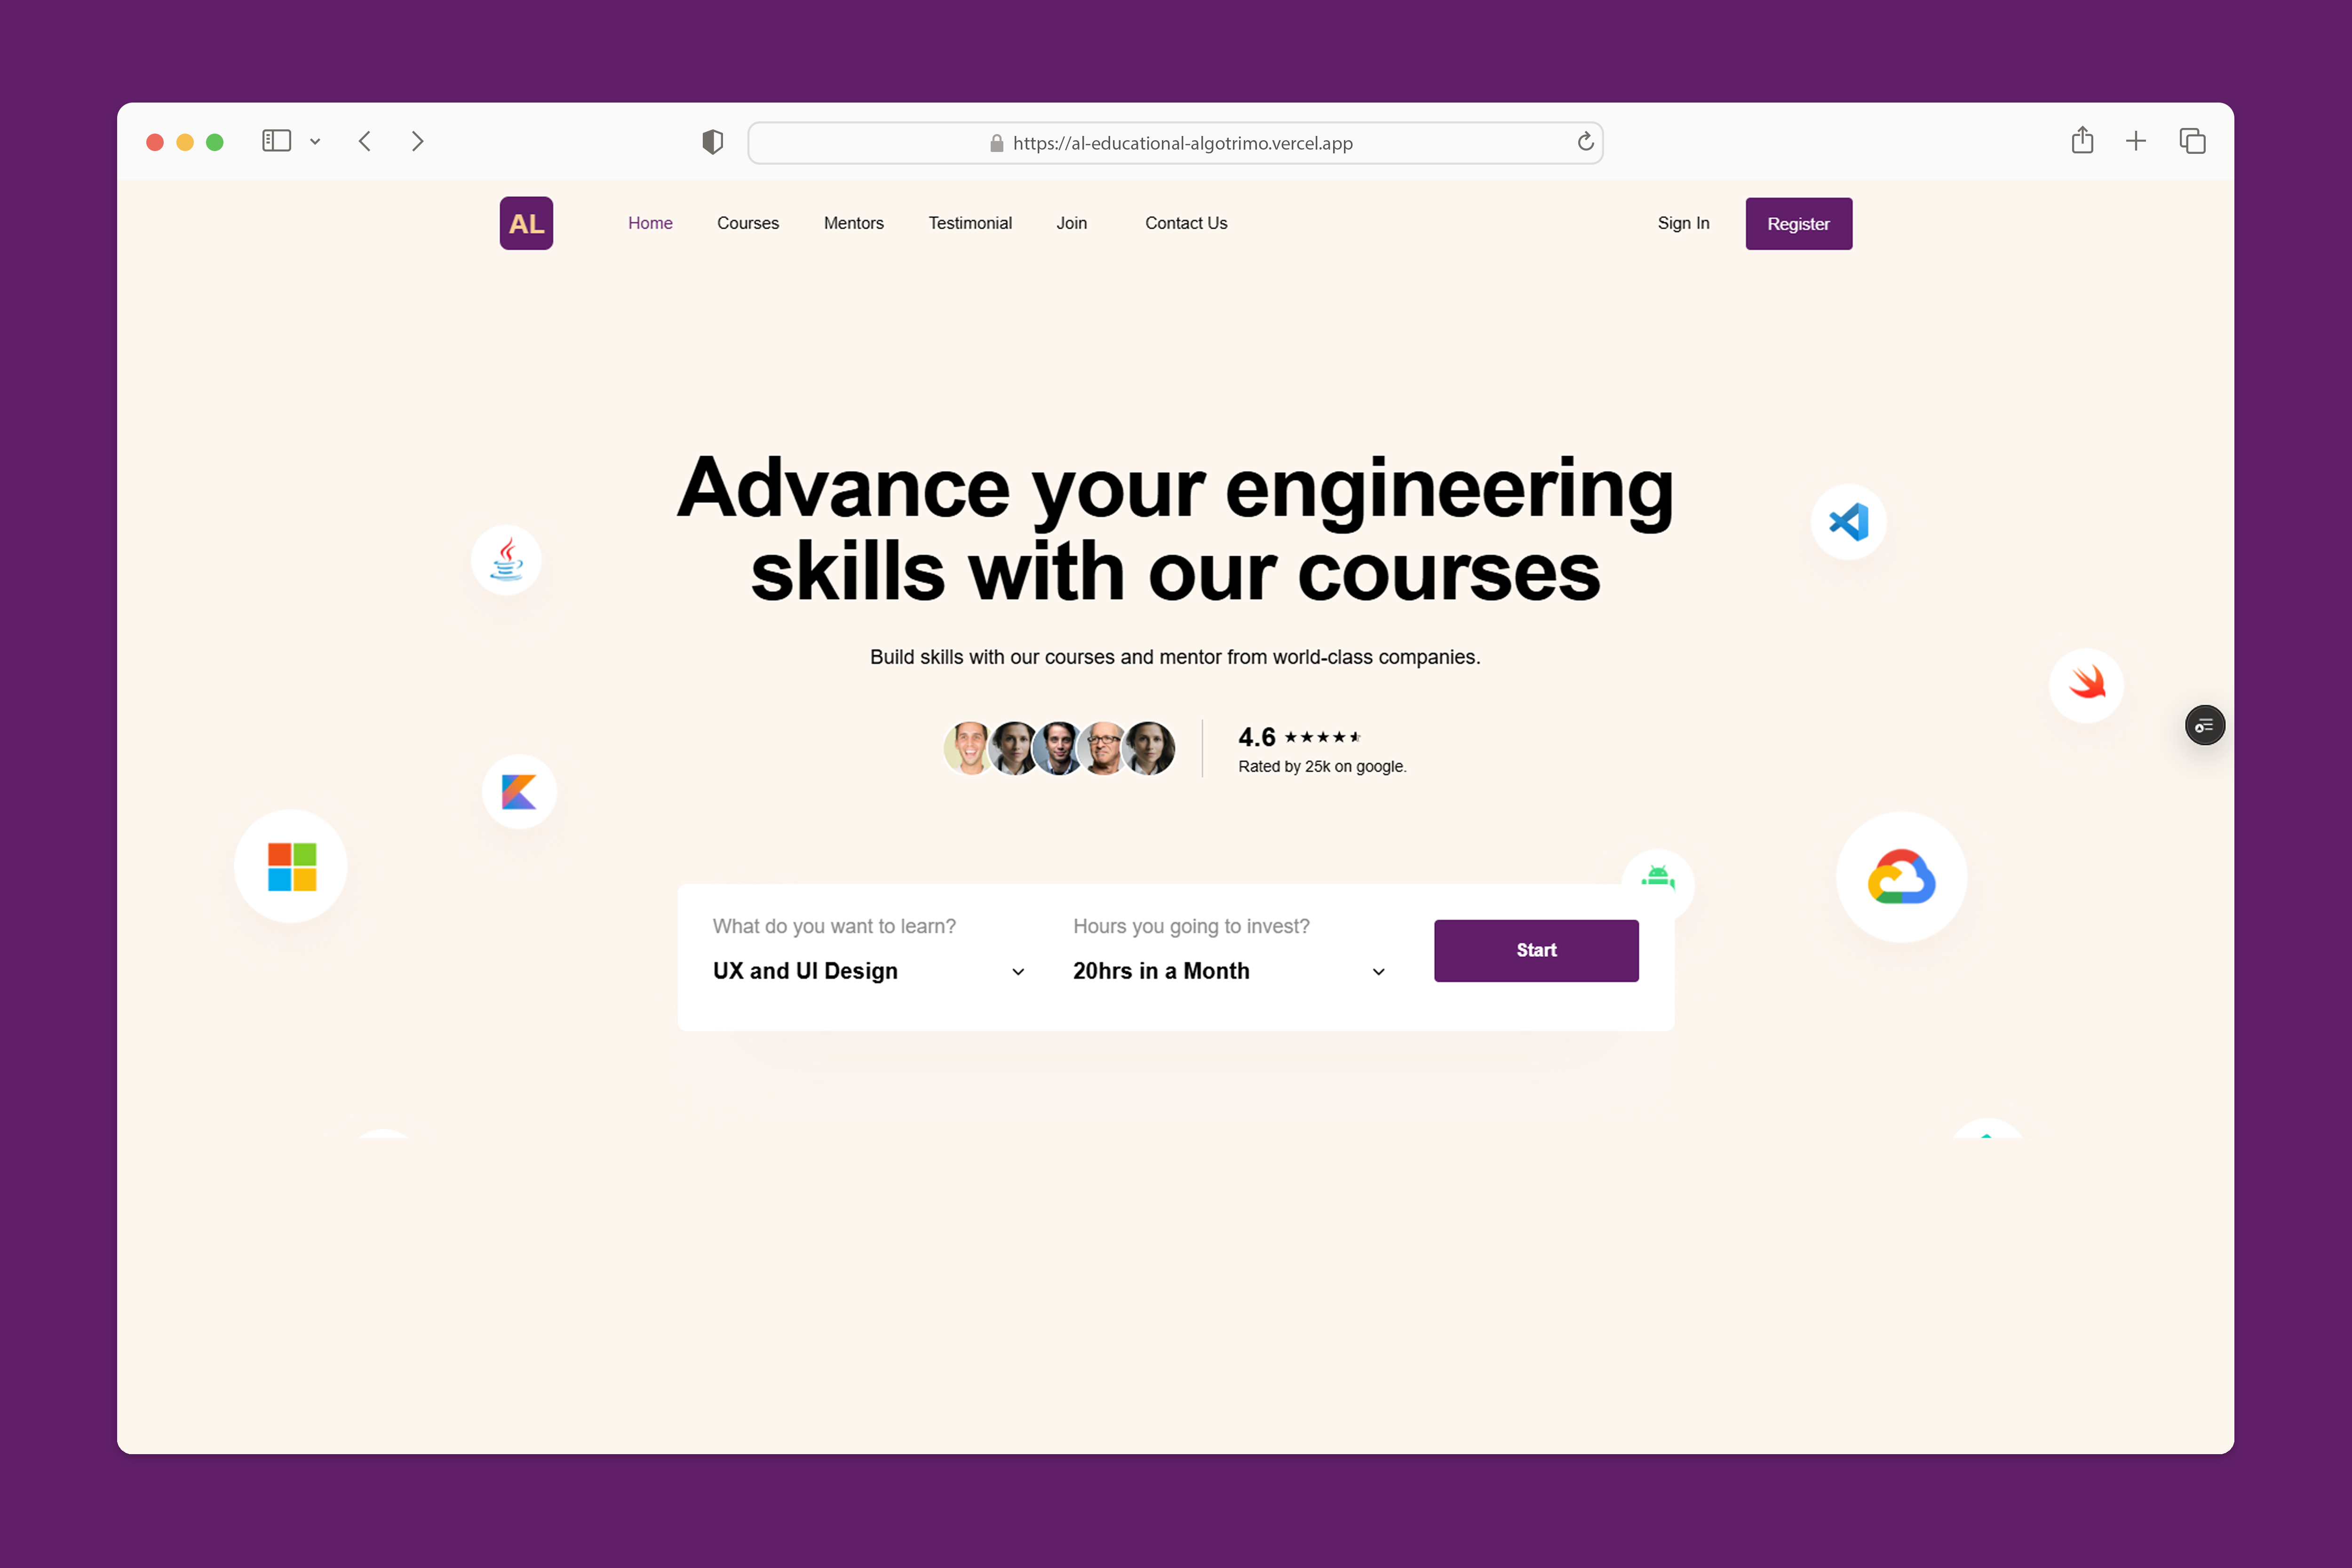 https://al-educational-algotrimo.vercel.app
AL
Home Courses Mentors Testimonial Join Contact Us Sign In Register
Advance your engineering
skills with our courses
Build skills with our courses and mentor from world-class companies.
4.6
Rated by 25k on google.
What do you want to learn? Hours you going to invest?
UX and UI Design 20hrs in a Month Start